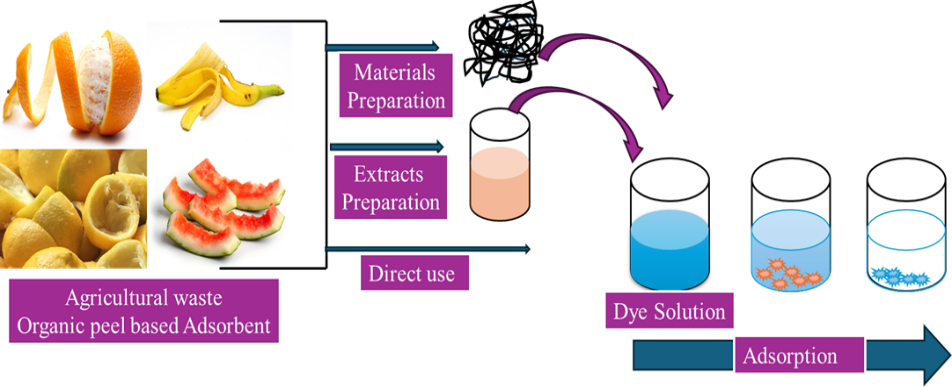 Materials
Preparation
Extracts
Preparation
Direct use
Agricultural waste
Organic peel based Adsorbent
Dye Solution
Adsorption